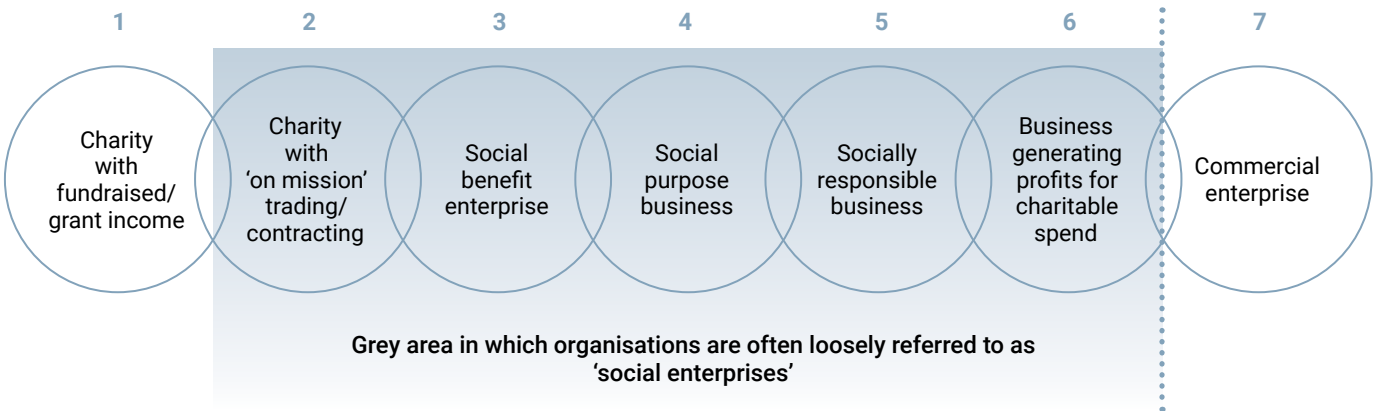 1
2
3
4
5
6
7
Charity
with
fundraised/
grant income
Charity
with
‘on mission’
trading/
contracting
Social
benefit
enterprise
Social
purpose
business
Socially
responsible
business
Business
generating
profits for
charitable
spend
Commercial
enterprise
Grey area in which organisations are often loosely referred to as
‘social enterprises’